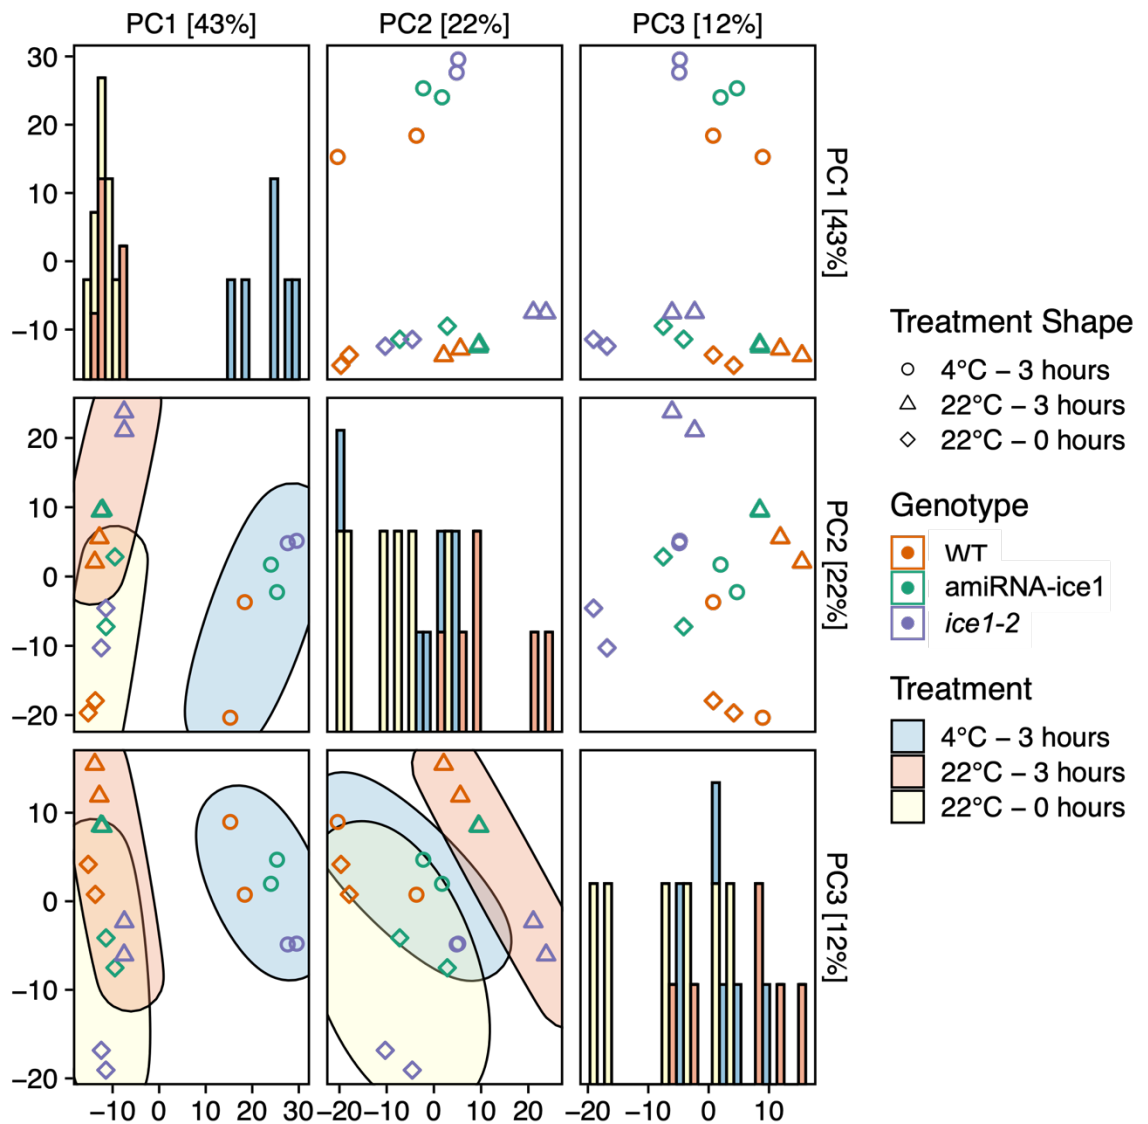 PC1 [43%] PC2 [22%] PC3 [12%]
30
20
10
0
−10
PC1 [43%]
20
10
0
−10
−20
PC2 [22%]
10
0
−10
−20
PC3 [12%]
−10 0 10 20 30
−20 −10 0 10 20
−20 −10 0 10
Treatment Shape
4°C − 3 hours
22°C − 3 hours
22°C − 0 hours
Genotype
WT
amiRNA-ice1
ice1-2
Treatment
4°C − 3 hours
22°C − 3 hours
22°C − 0 hours